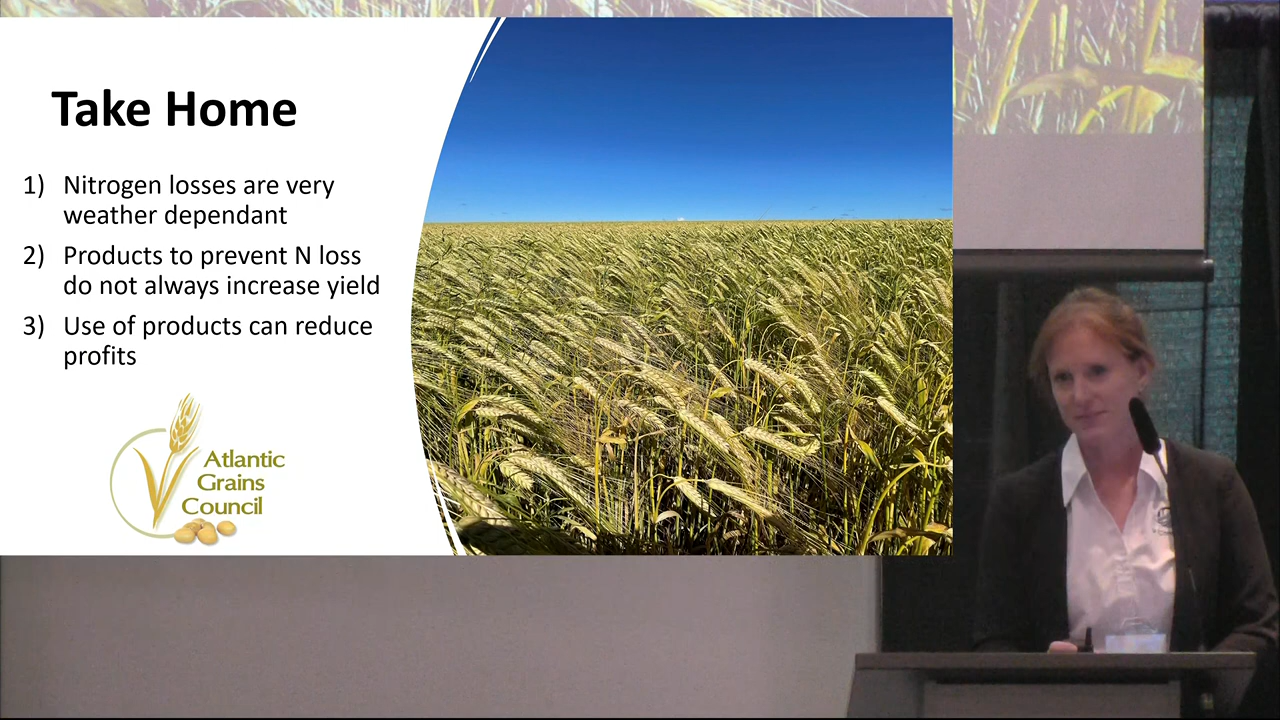 Take Home
1) Nitrogen losses are very
weather dependant
2) Products to prevent N loss
do not always increase yield
3) Use of products can reduce
profits
Atlantic
Grains
Council